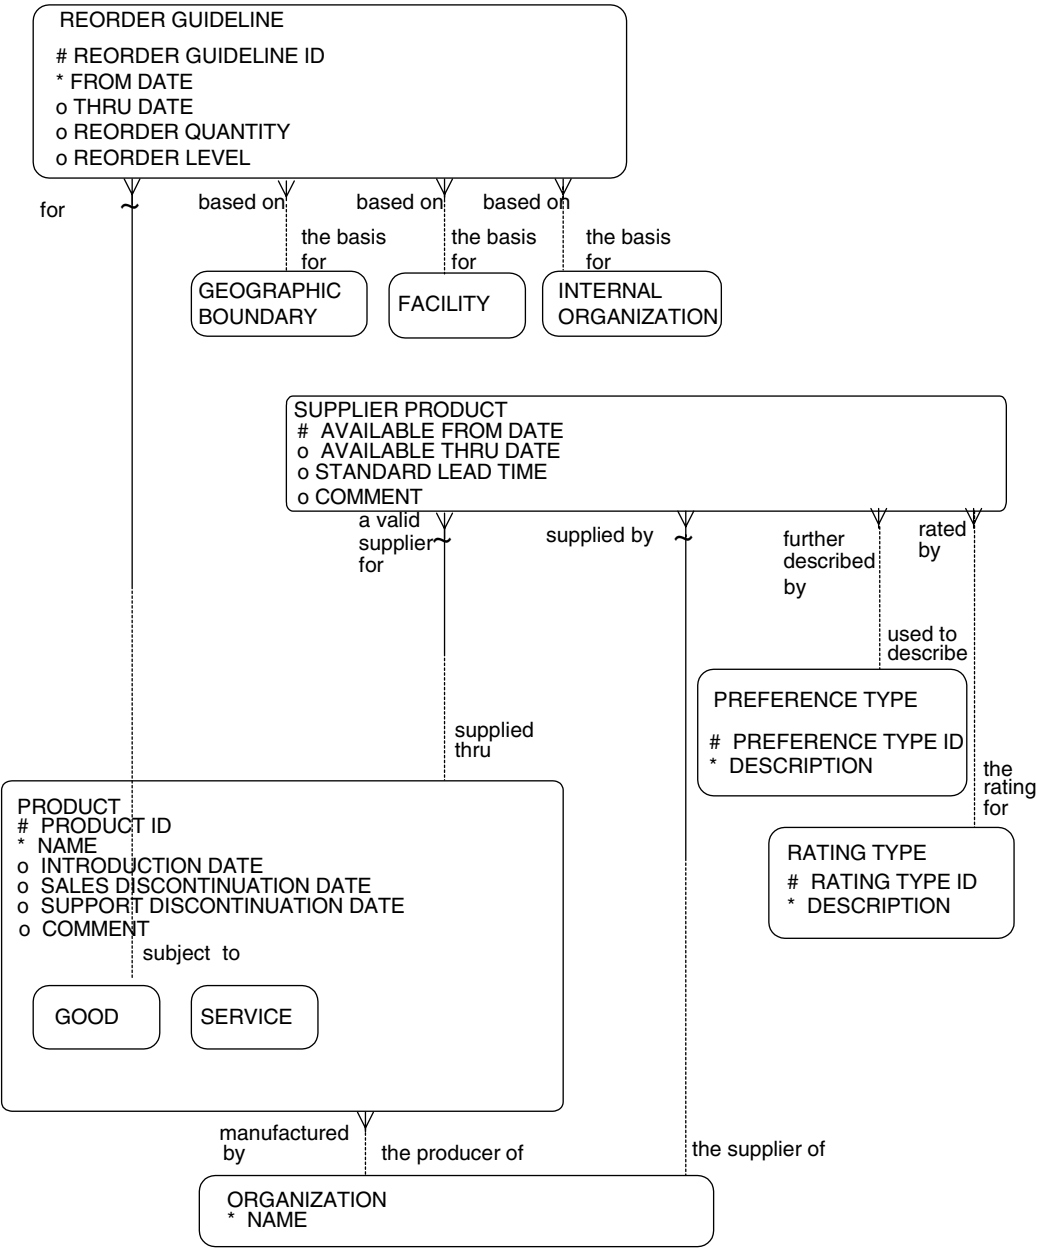 REORDER GUIDELINE
# REORDER GUIDELINE ID
* FROM DATE
o THRU DATE
o REORDER QUANTITY
o REORDER LEVEL
for
~
based on
based on
based on
the basis
for
the basis
for
the basis
for
GEOGRAPHIC
BOUNDARY
FACILITY
INTERNAL
ORGANIZATION
SUPPLIER PRODUCT
# AVAILABLE FROM DATE
o AVAILABLE THRU DATE
o STANDARD LEAD TIME
o COMMENT
a valid
supplier
for
~
supplied by
~
further
described
by
rated
by
used to
describe
PREFERENCE TYPE
# PREFERENCE TYPE ID
* DESCRIPTION
supplied
thru
the
rating
for
PRODUCT
# PRODUCT ID
* NAME
o INTRODUCTION DATE
o SALES DISCONTINUATION DATE
o SUPPORT DISCONTINUATION DATE
o COMMENT
subject to
RATING TYPE
# RATING TYPE ID
* DESCRIPTION
GOOD
SERVICE
manufactured
by
the producer of
the supplier of
ORGANIZATION
* NAME